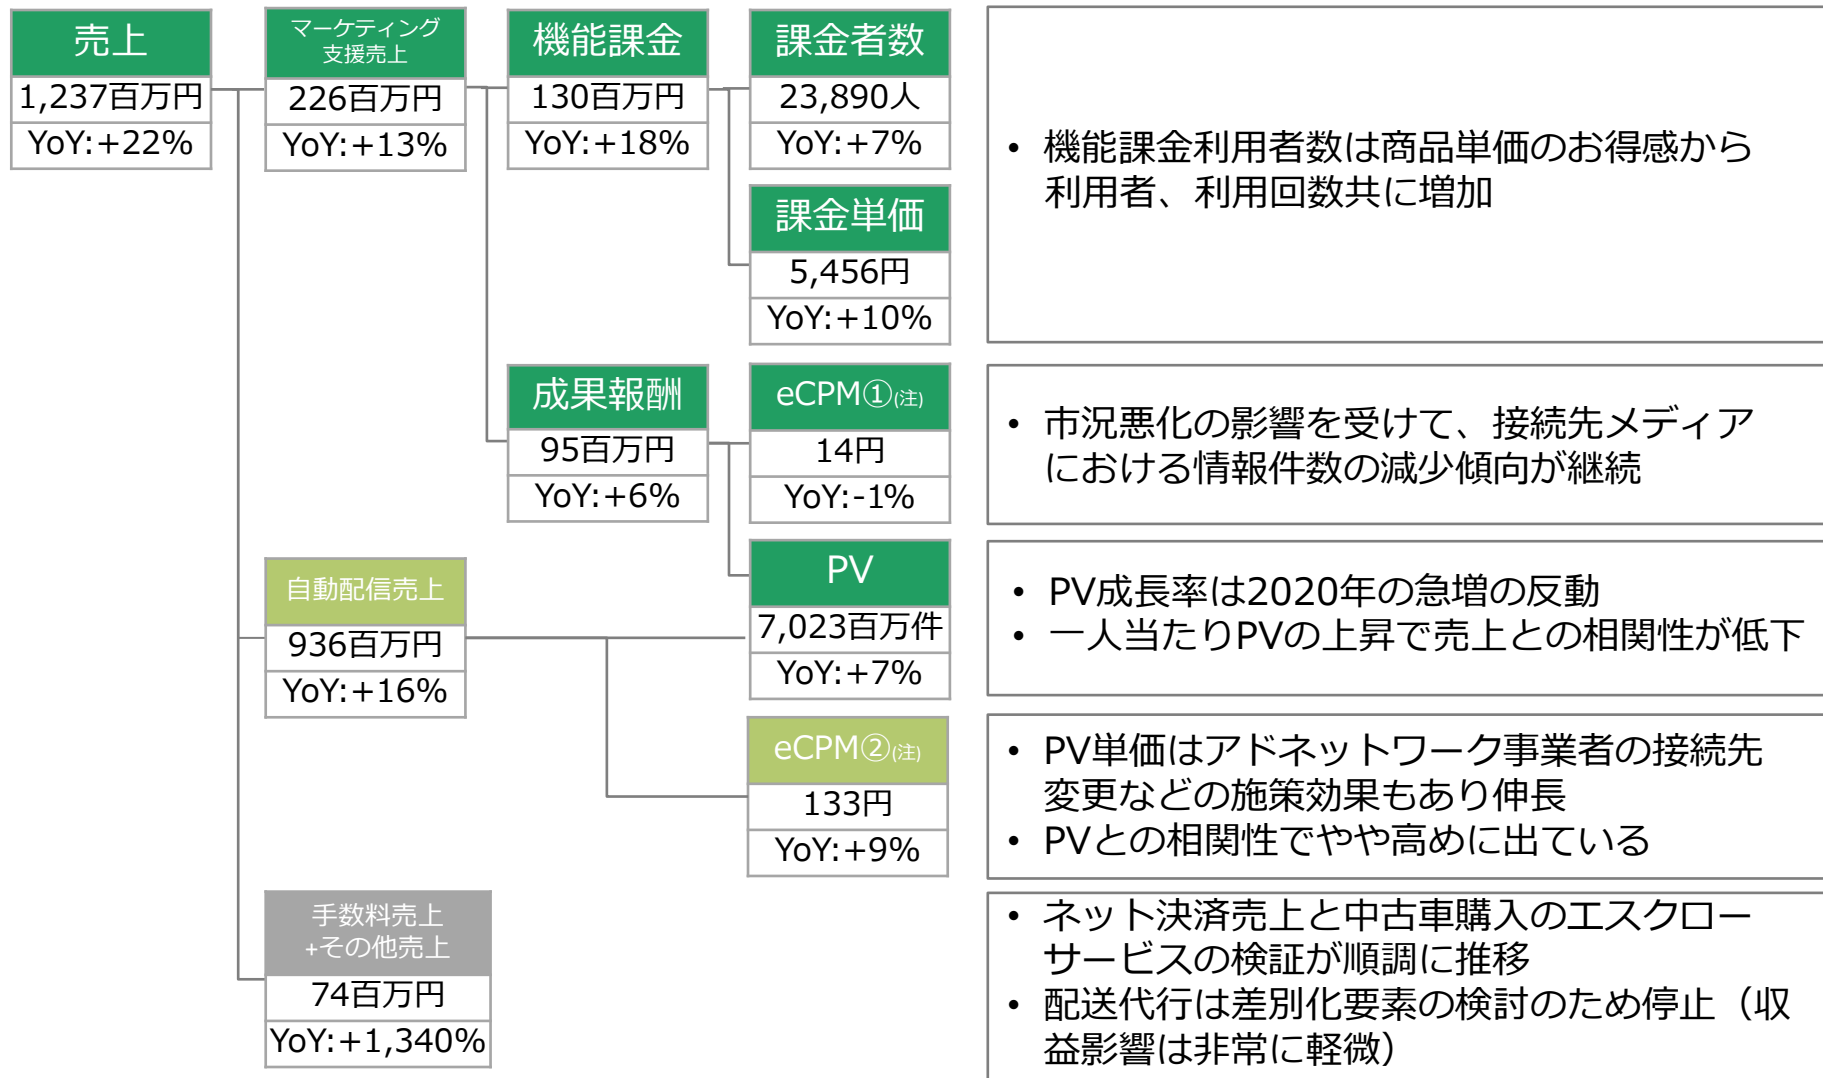 売上
1,237百万円
YoY:+22%
マーケティング
支援売上
226百万円
YoY:+13%
機能課金
130百万円
YoY:+18%
課金者数
23,890人
YoY:+7%
課金単価
5,456円
YoY:+10%
• 機能課金利用者数は商品単価のお得感から
利用者、利用回数共に増加
成果報酬
95百万円
YoY:+6%
eCPM①(注)
14円
YoY:-1%
• 市況悪化の影響を受けて、接続先メディア
における情報件数の減少傾向が継続
PV
7,023百万件
YoY:+7%
• PV成長率は2020年の急増の反動
• 一人当たりPVの上昇で売上との相関性が低下
自動配信売上
936百万円
YoY:+16%
eCPM②(注)
133円
YoY:+9%
• PV単価はアドネットワーク事業者の接続先
変更などの施策効果もあり伸長
• PVとの相関性でやや高めに出ている
手数料売上
+その他売上
74百万円
YoY:+1,340%
• ネット決済売上と中古車購入のエスクロー
サービスの検証が順調に推移
• 配送代行は差別化要素の検討のため停止（収
益影響は非常に軽微）